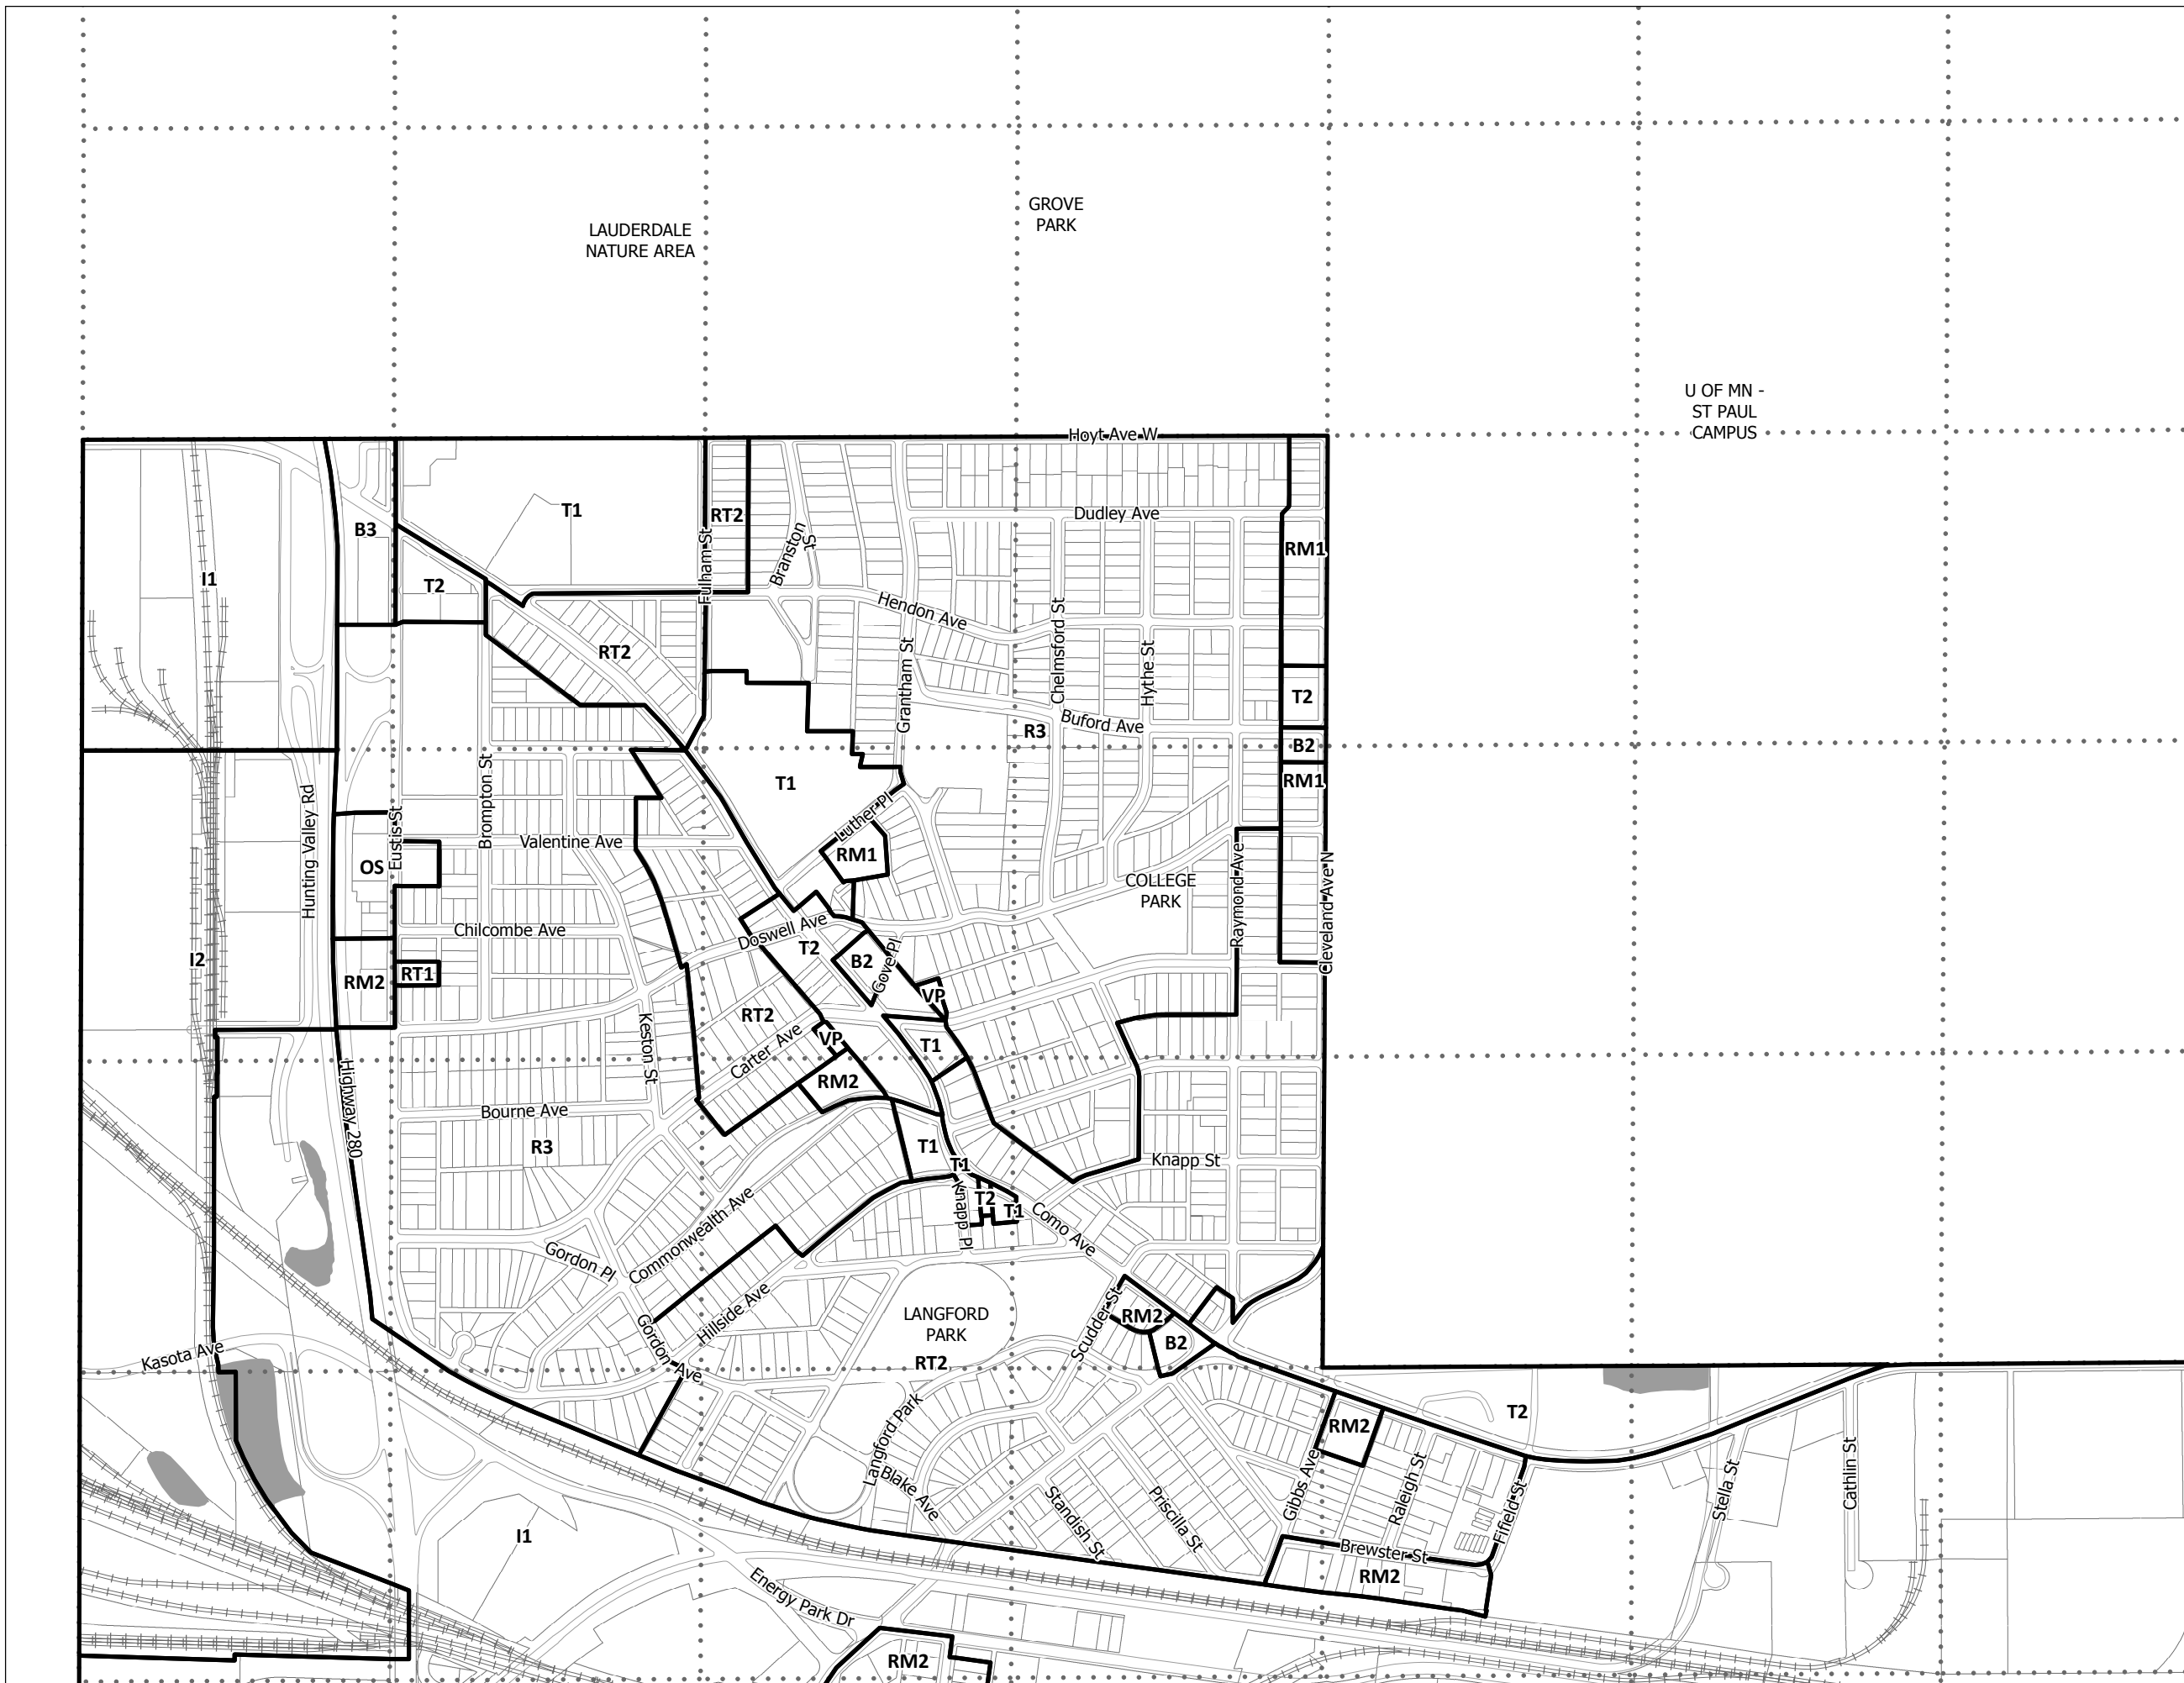 GROVE
PARK
LAUDERDALE
NATURE AREA
U OF MN -
ST PAUL
CAMPUS
Hoyt Ave W
T1
RT2
Dudley Ave
B3
Branston
St
RM1
Fulham St
I1
T2
Hendon Ave
RT2
Grantham St
Chelmsford St
Hythe St
T2
Buford Ave
R3
B2
T1
RM1
Brompton St
Luther Pl
Valentine Ave
Hunting Valley Rd
Eustis St
OS
RM1
COLLEGE
PARK
Raymond Ave
Cleveland Ave N
Chilcombe Ave
Doswell Ave
T2
B2
Gove Pl
I2
RM2
RT1
VP
RT2
Keston St
Carter Ave
VP
T1
RM2
Highway 280
Bourne Ave
R3
T1
T1
Knapp St
Knapp Pl
T2
T1
Commonwealth Ave
Como Ave
Gordon Pl
Hillside Ave
LANGFORD
PARK
Scudder St
RM2
B2
Gordon Ave
Kasota Ave
RT2
T2
RM2
Langford Park
Blake Ave
Standish St
Priscilla St
Gibbs Ave
Raleigh St
Fifield St
Stella St
Cathlin St
I1
Brewster St
RM2
Energy Park Dr
RM2